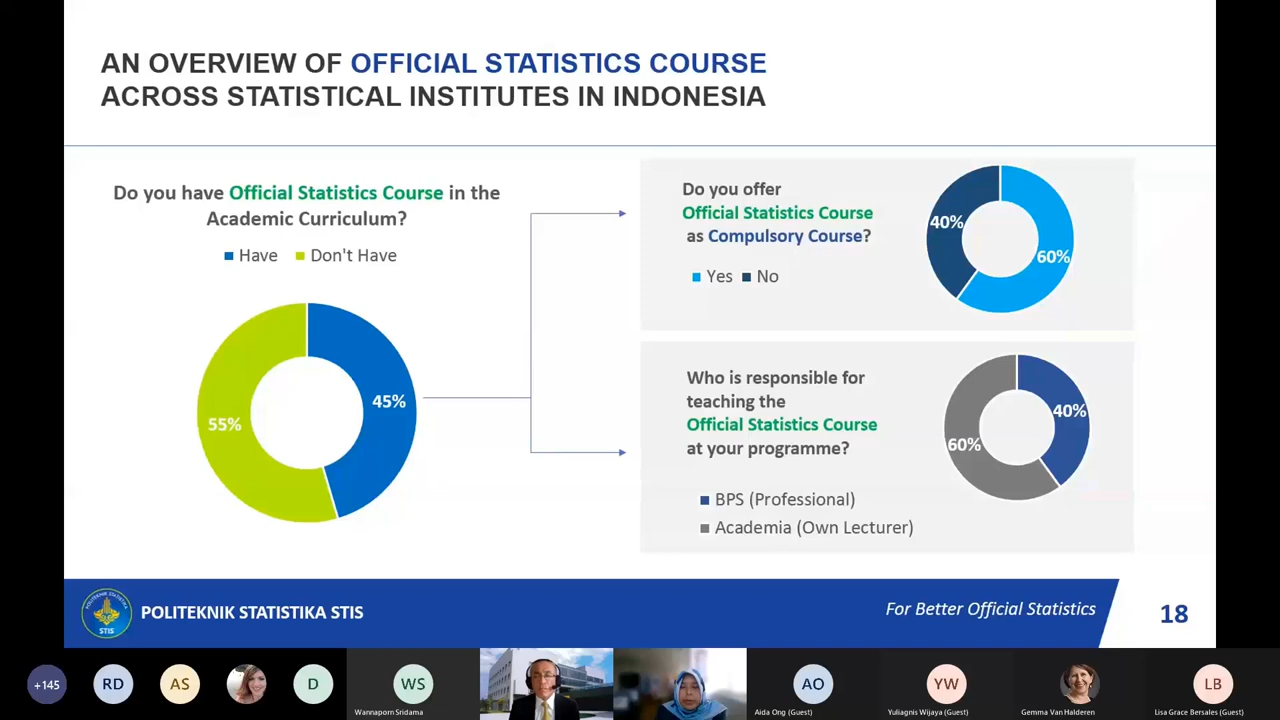 AN OVERVIEW OF OFFICIAL STATISTICS COURSE
ACROSS STATISTICAL INSTITUTES IN INDONESIA
Do you have Official Statistics Course in the
Academic Curriculum?
Have
Don't Have
55%
45%
Do you offer
Official Statistics Course
as Compulsory Course?
Yes
No
40%
60%
Who is responsible for
teaching the
Official Statistics Course
at your programme?
BPS (Professional)
Academia (Own Lecturer)
40%
60%
POLITEKNIK STATISTIKA
STIS
POLITEKNIK STATISTIKA STIS
For Better Official Statistics
18
+145
RD
AS
D
WS
Wannaporn Sridama
AO
Aida Ong (Guest)
YW
Yuliagnis Wijaya (Guest)
Gemma Van Halderen
LB
Lisa Grace Bersales (Guest)